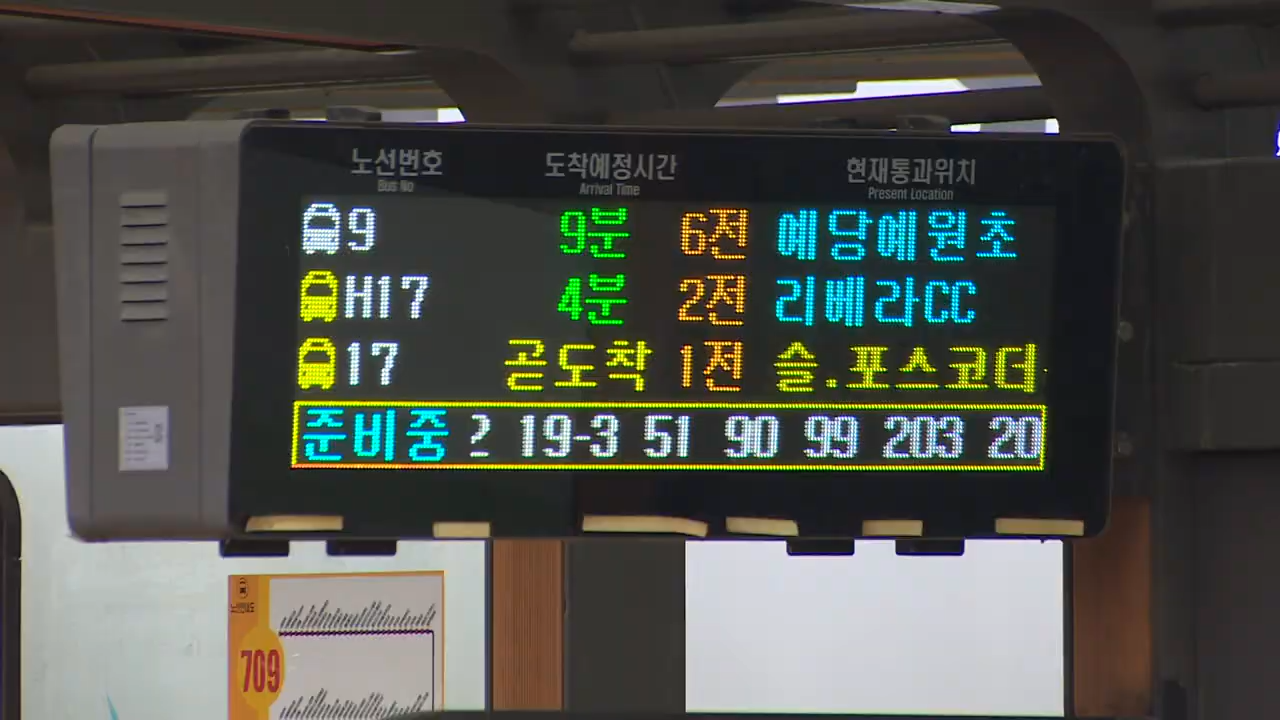 노선번호 도착예정시간 현재통과위치
Bus No Arrival Time Present Location
9 9분 6전 예당예원초
H17 4분 2전 리베라CC
17 곧도착 1전 슬.포스코더
준비중 2 19-3 51 90 99 203 20
709